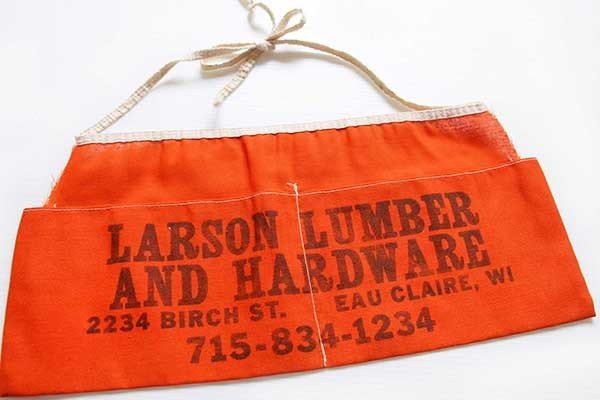 LARSON LUMBER
AND HARDWARE
2234 BIRCH ST. EAU CLAIRE, WI
715-834-1234